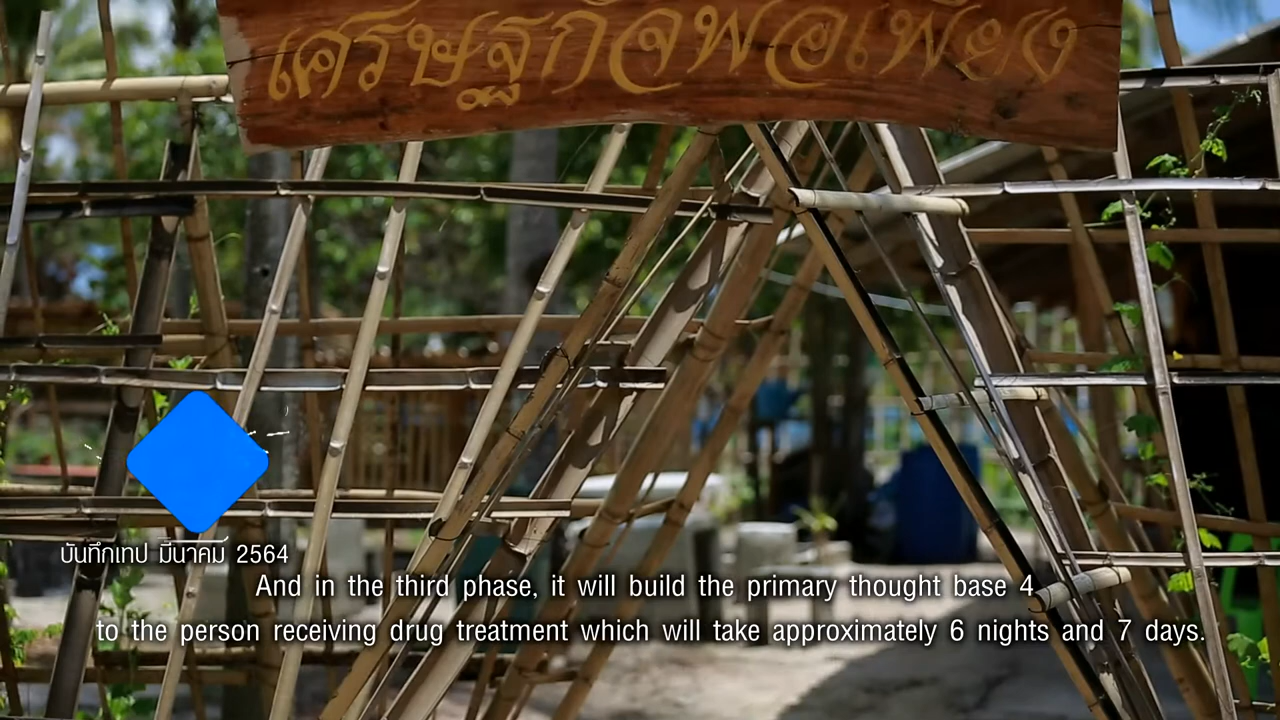 เศรษฐกิจพอเพียง
บันทึกเทป มีนาคม 2564
And in the third phase, it will build the primary thought base 4
to the person receiving drug treatment which will take approximately 6 nights and 7 days.